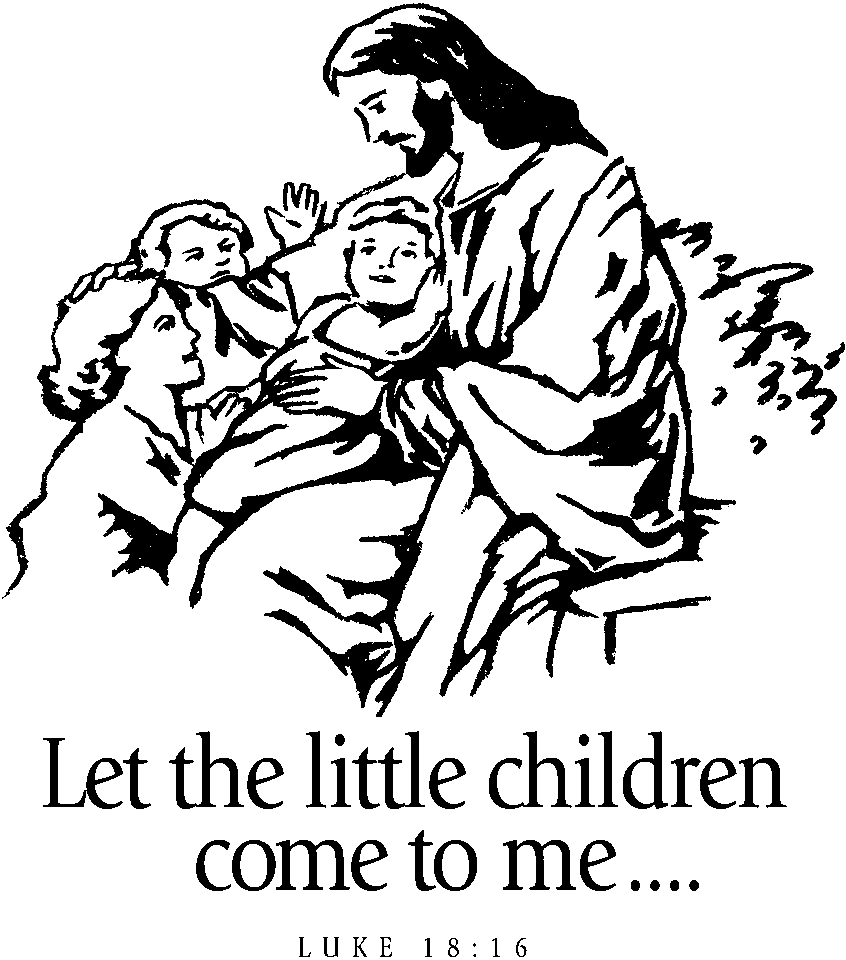 Let the little children
come to me....
LUKE 18:16